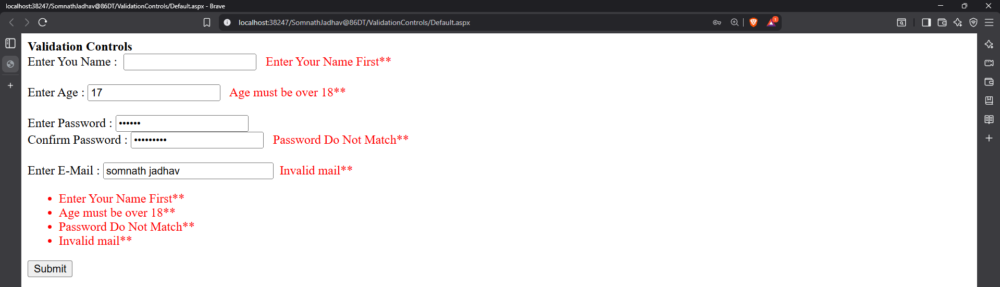 localhost:38247/SomnathJadhav@86DT/ValidationControls/Default.aspx - Brave
localhost:38247/SomnathJadhav@86DT/ValidationControls/Default.aspx
1
Validation Controls
Enter You Name : Enter Your Name First**
Enter Age : 17 Age must be over 18**
Enter Password : ••••••
Confirm Password : ••••••••• Password Do Not Match**
Enter E-Mail : somnath jadhav Invalid mail**
• Enter Your Name First**
• Age must be over 18**
• Password Do Not Match**
• Invalid mail**
Submit